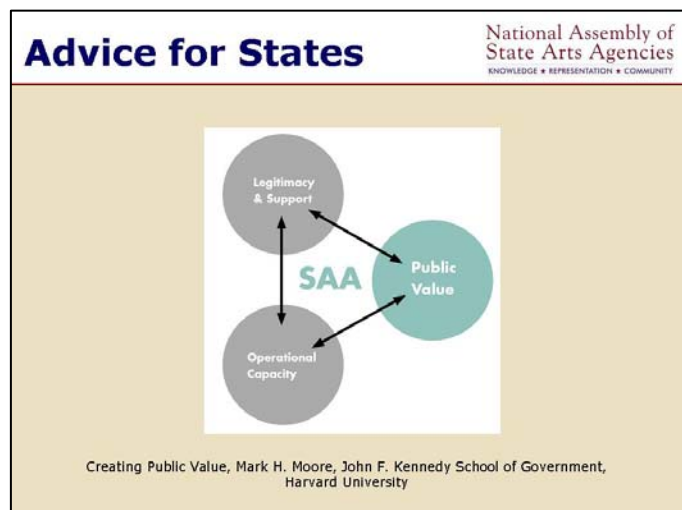 Advice for States
National Assembly of
State Arts Agencies
KNOWLEDGE ★ REPRESENTATION ★ COMMUNITY
Legitimacy
& Support
SAA
Public
Value
Operational
Capacity
Creating Public Value, Mark H. Moore, John F. Kennedy School of Government,
Harvard University